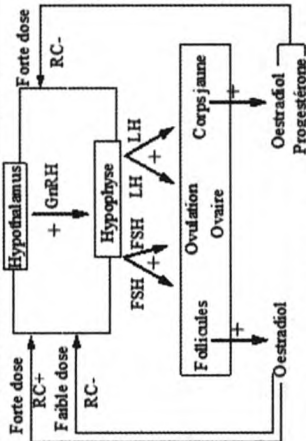 Forte dose
RC-
Hypothalamus
GnRH
+
Hypophyse
Forte dose
RC+
Faible dose
RC-
LH
LH
+
FSH
FSH
+
Corps jaune
Ovulation
Ovaire
Follicules
+
+
Oestradiol
Progestérone
Oestradiol